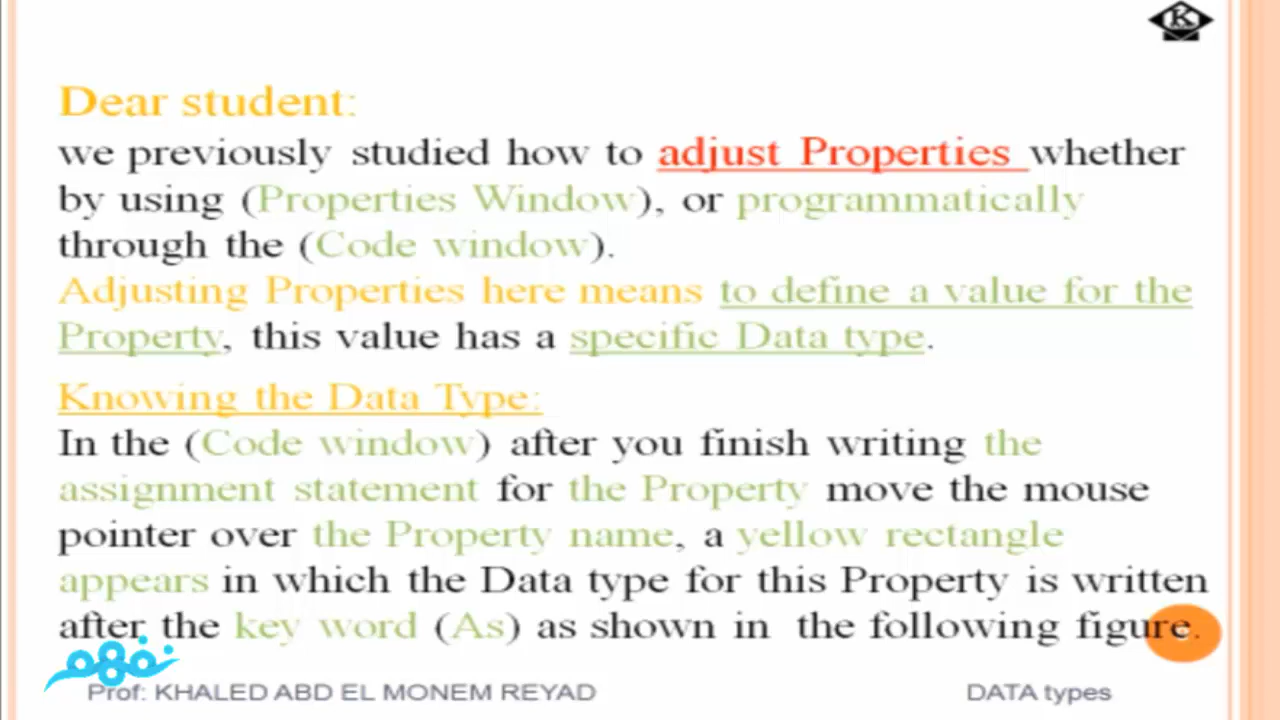 K
Dear student:
we previously studied how to adjust Properties whether
by using (Properties Window), or programmatically
through the (Code window).
Adjusting Properties here means to define a value for the
Property, this value has a specific Data type.
Knowing the Data Type:
In the (Code window) after you finish writing the
assignment statement for the Property move the mouse
pointer over the Property name, a yellow rectangle
appears in which the Data type for this Property is written
after the key word (As) as shown in the following figure.
نفهم
Prof: KHALED ABD EL MONEM REYAD
DATA types